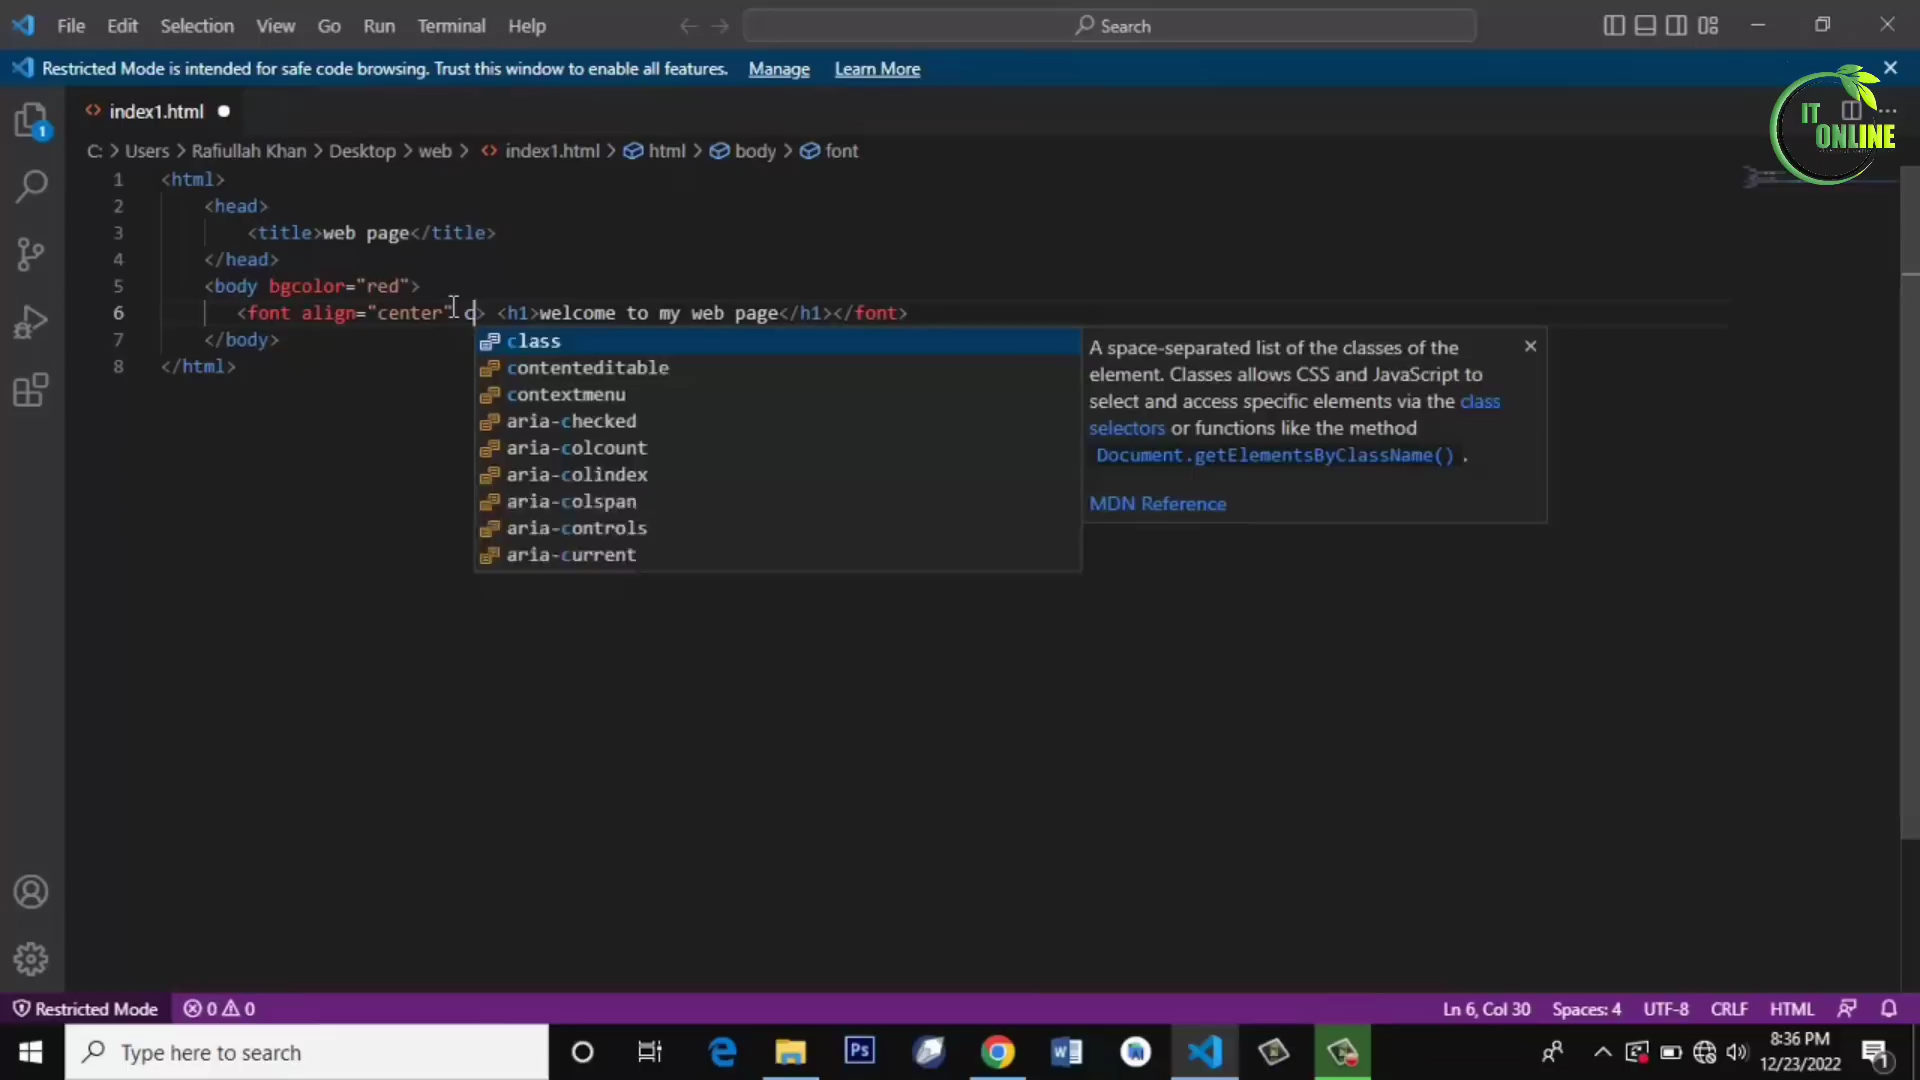 File Edit Selection View Go Run Terminal Help Search
Restricted Mode is intended for safe code browsing. Trust this window to enable all features. Manage Learn More
IT ONLINE
index1.html
C: > Users > Rafiullah Khan > Desktop > web > index1.html > html > body > font
1 <html>
2 <head>
3 <title>web page</title>
4 </head>
5 <body bgcolor="red">
6 <font align="center" c> <h1>welcome to my web page</h1></font>
7 </body>
8 </html>
class
contenteditable
contextmenu
aria-checked
aria-colcount
aria-colindex
aria-colspan
aria-controls
aria-current
A space-separated list of the classes of the
element. Classes allows CSS and JavaScript to
select and access specific elements via the class
selectors or functions like the method
Document.getElementsByClassName() .
MDN Reference
1
Restricted Mode 0 0 Ln 6, Col 30 Spaces: 4 UTF-8 CRLF HTML
Type here to search
Ps
8:36 PM
12/23/2022
1